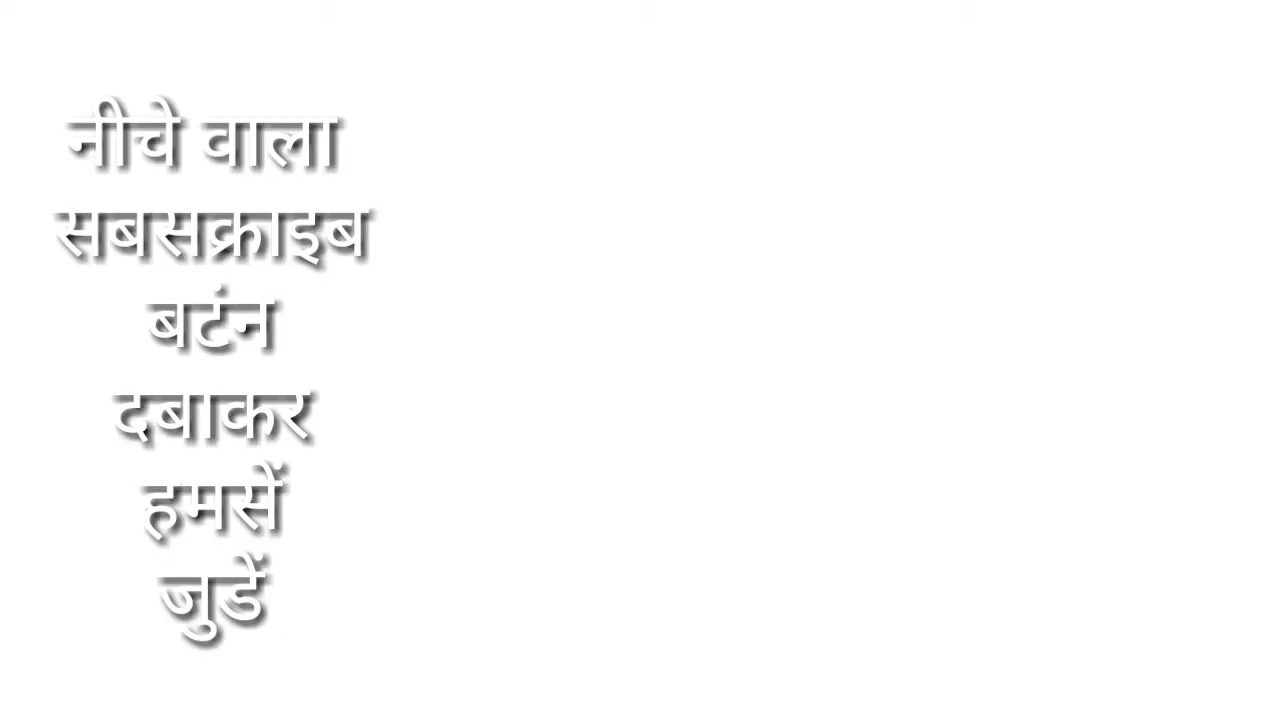 नीचे वाला
सबसक्राइब
बटंन
दबाकर
हमसें
जुडें